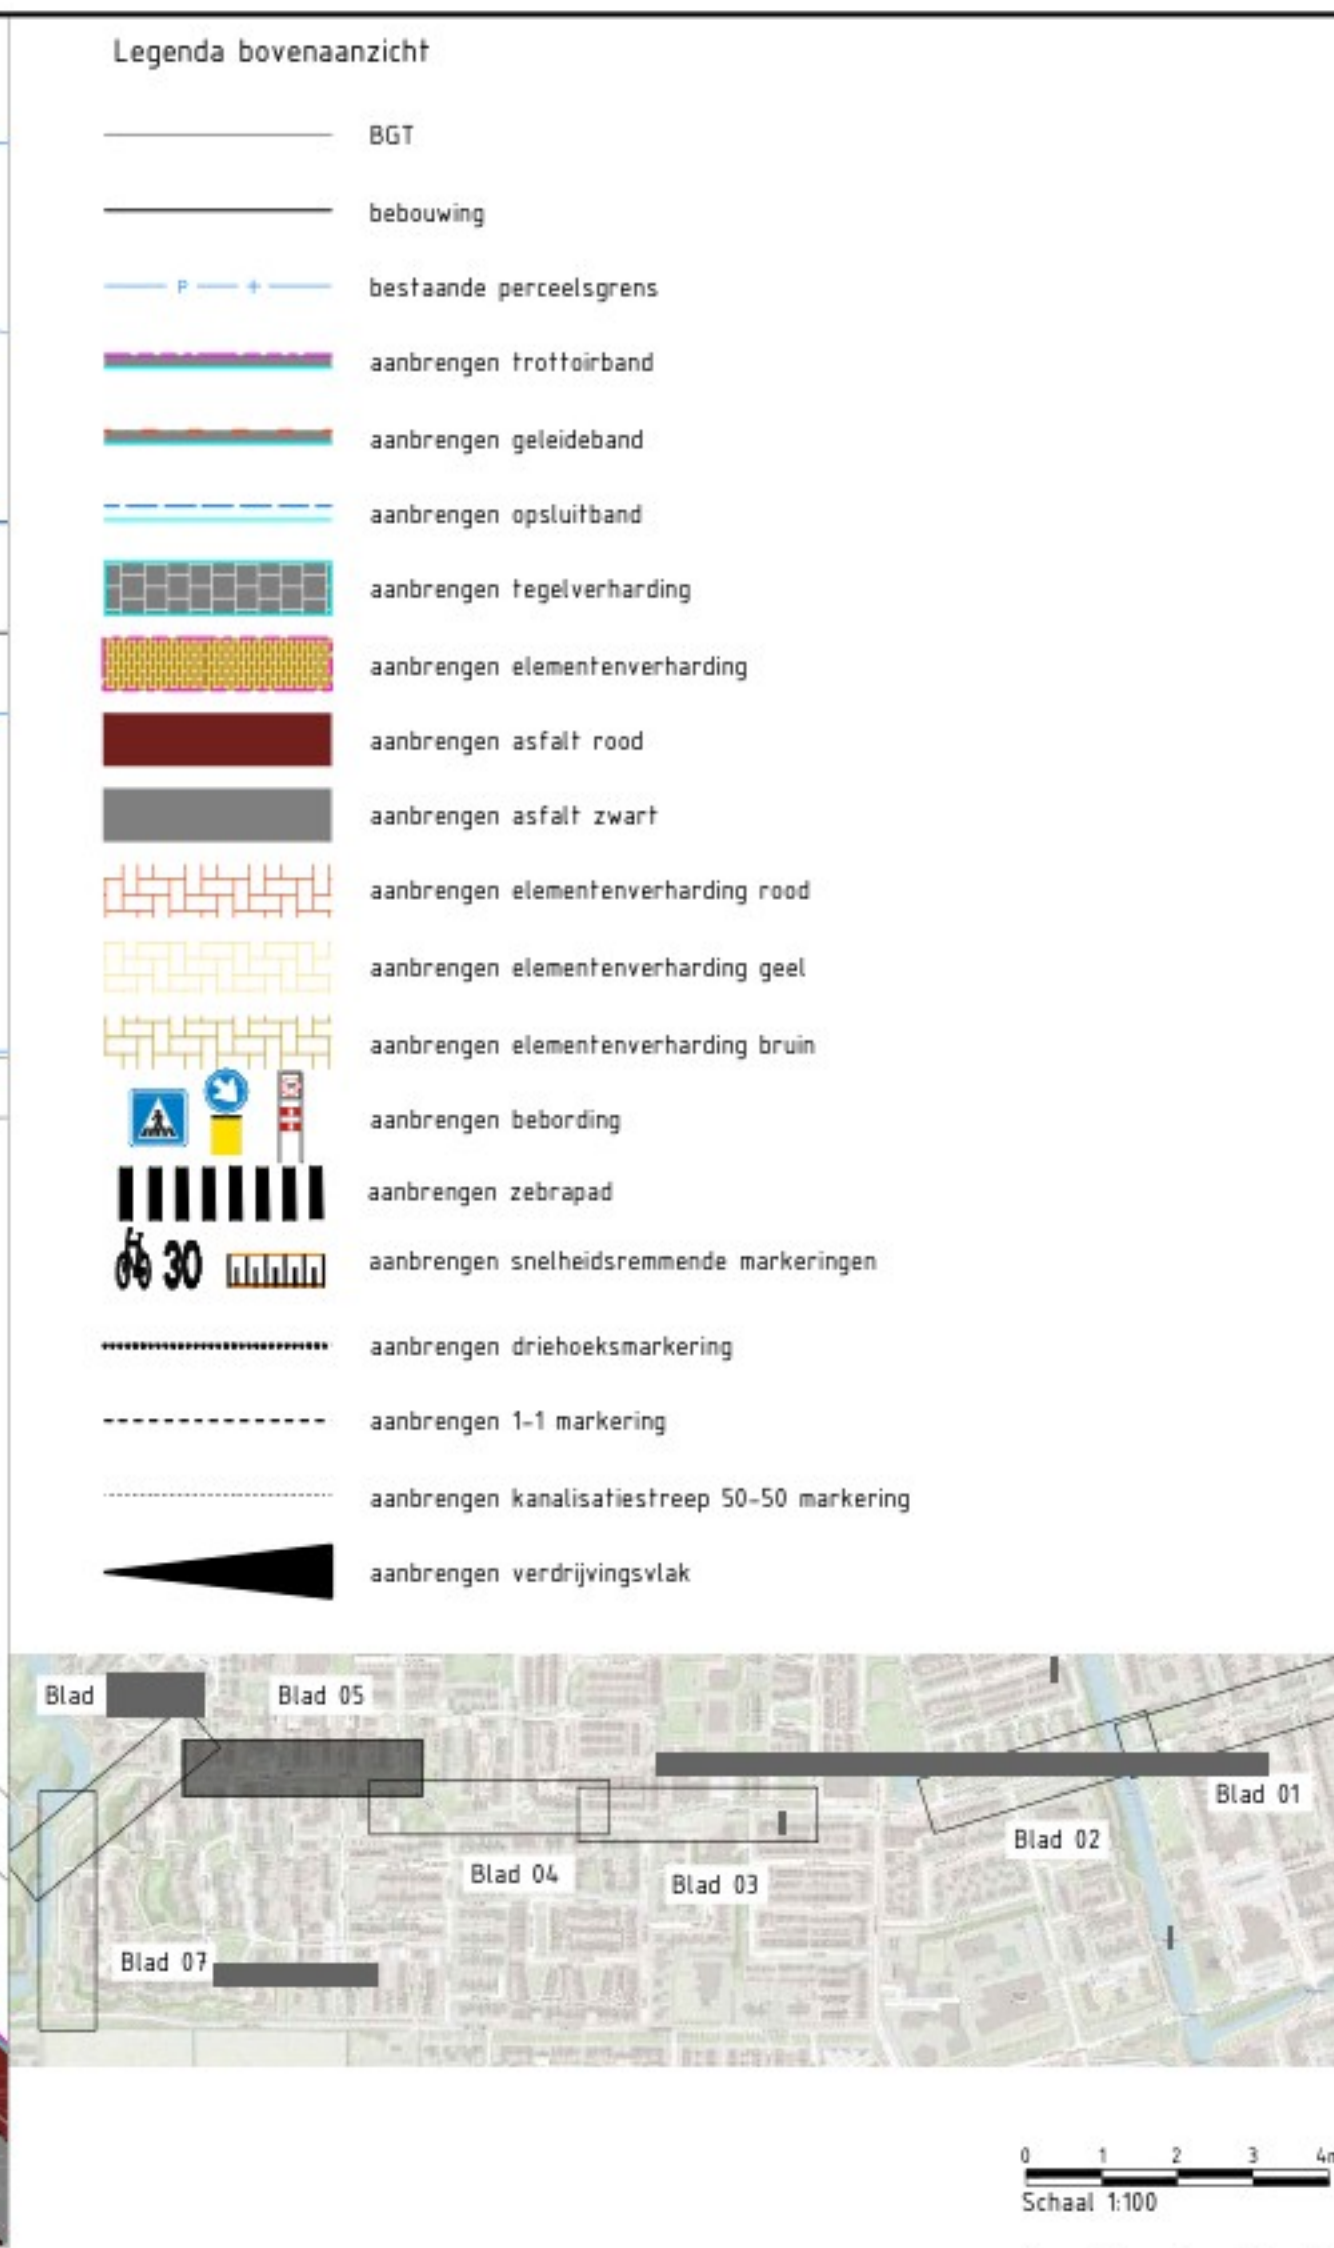 Legenda bovenaanzicht
BGT
bebouwing
P
bestaande perceelsgrens
aanbrengen trottoirband
aanbrengen geleideband
aanbrengen opsluitband
aanbrengen tegelverharding
aanbrengen elementenverharding
aanbrengen asfalt rood
aanbrengen asfalt zwart
aanbrengen elementenverharding rood
aanbrengen elementenverharding geel
aanbrengen elementenverharding bruin
aanbrengen bebording
aanbrengen zebrapad
30
aanbrengen snelheidsremmende markeringen
aanbrengen driehoeksmarkering
aanbrengen 1-1 markering
aanbrengen kanalisatiestreep 50-50 markering
aanbrengen verdrijvingsvlak
Blad
Blad 05
Blad 01
Blad 02
Blad 04
Blad 03
Blad 07
0 1 2 3 4m
Schaal 1:100